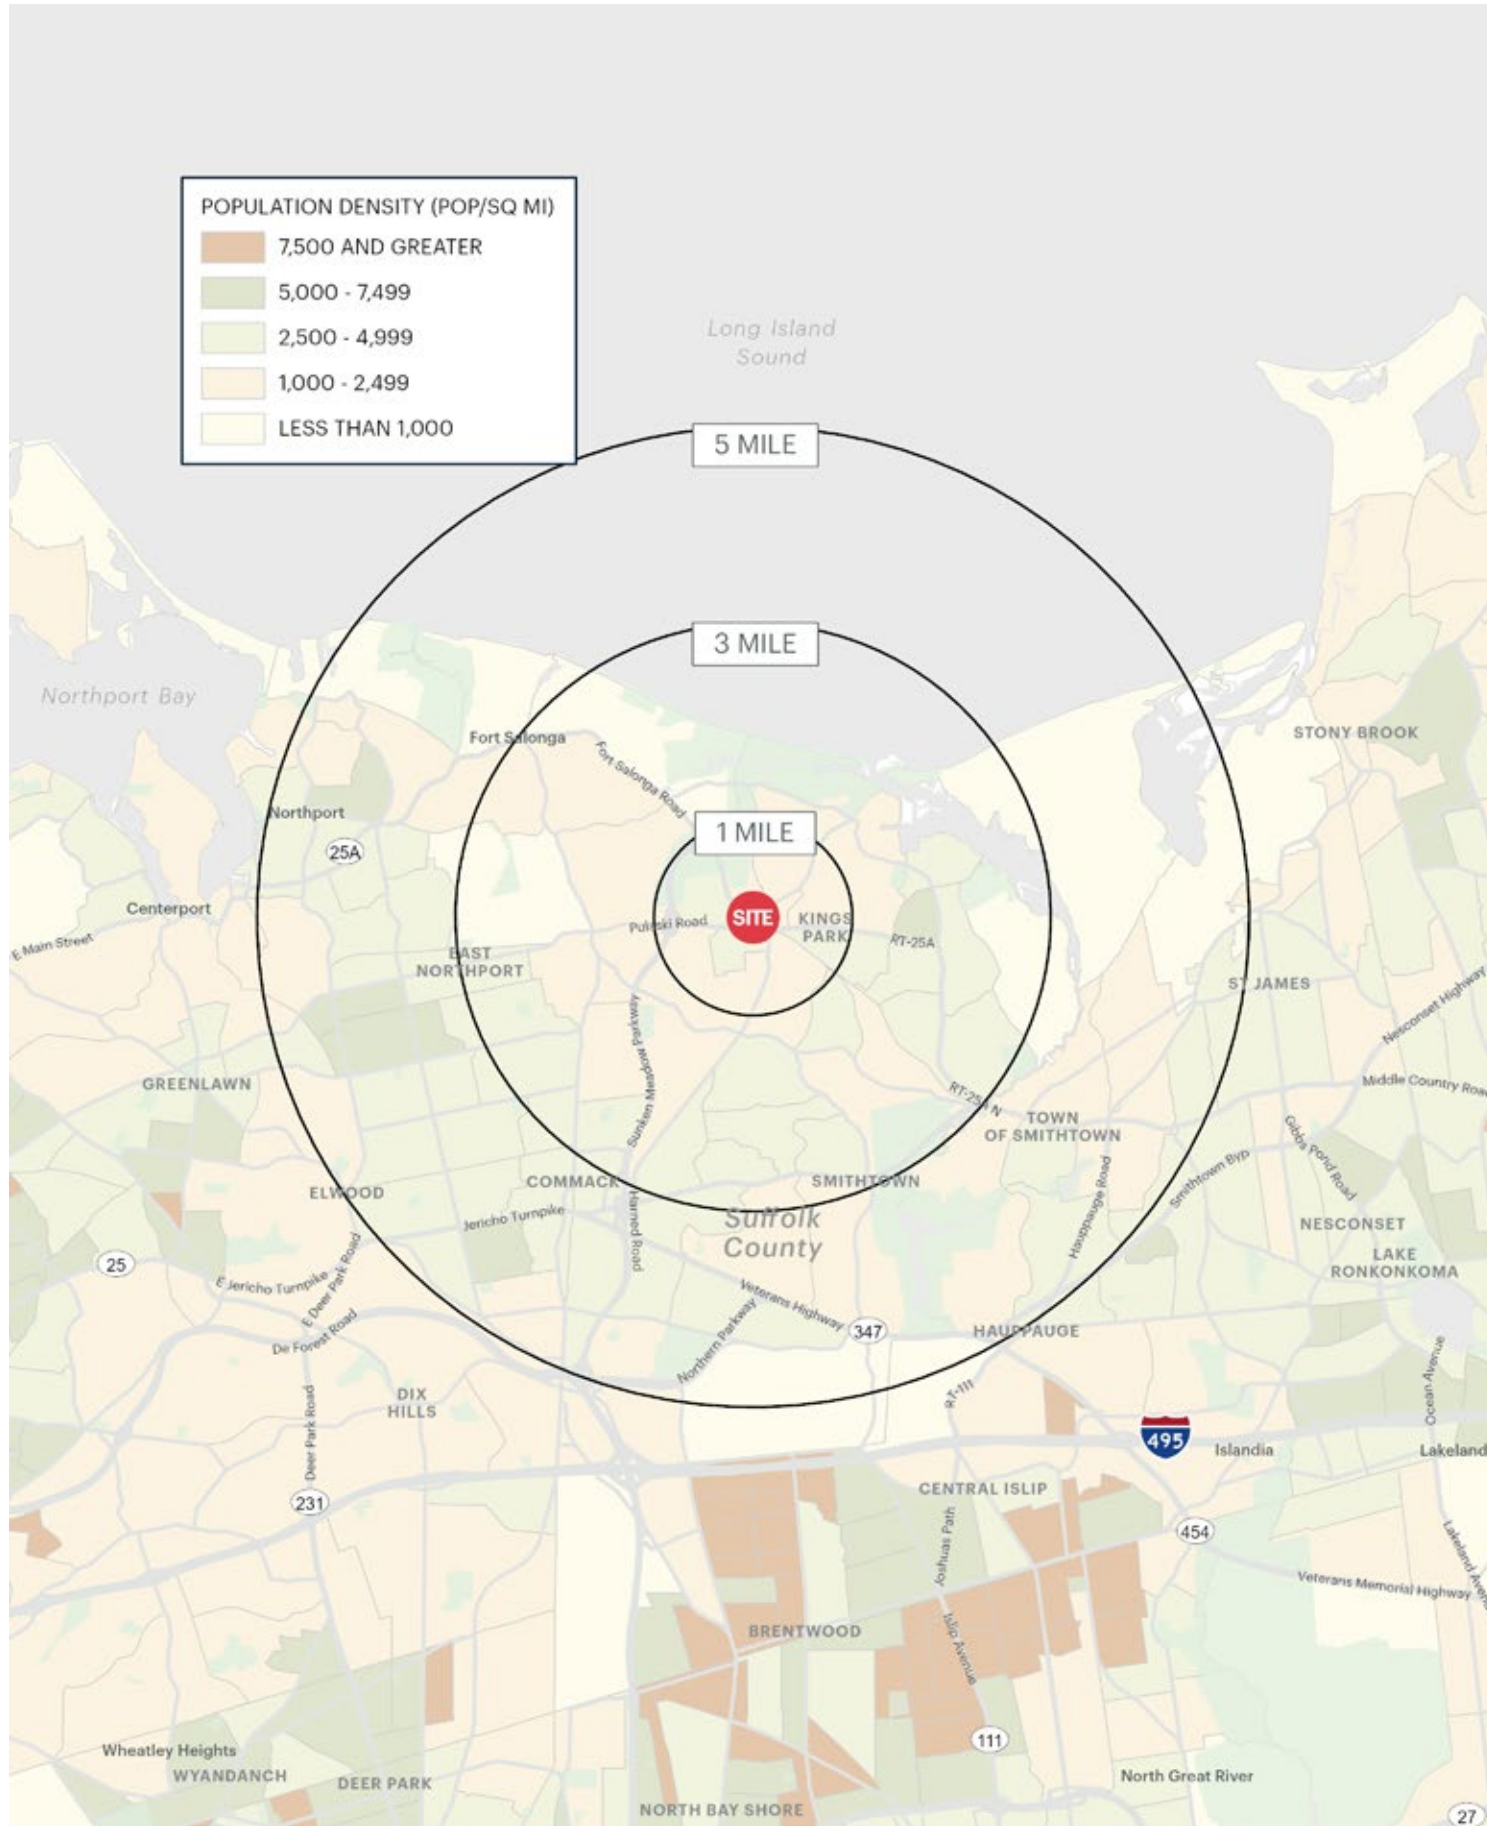 POPULATION DENSITY (POP/SQ MI)
7,500 AND GREATER
5,000 - 7,499
2,500 - 4,999
1,000 - 2,499
LESS THAN 1,000
Long Island
Sound
5 MILE
3 MILE
Northport Bay
STONY BROOK
Fort Salonga
Fort Salonga Road
Northport
1 MILE
25A
Centerport
SITE
KINGS
PARK
Pulaski Road
RT-25A
E Main Street
EAST
NORTHPORT
ST JAMES
Nesconset Highway
Sunken Meadow Parkway
GREENLAWN
Middle Country Road
RT-25A N
TOWN
OF SMITHTOWN
Gibbs Pond Road
Smithtown Byp
Hauppauge Road
ELWOOD
COMMACK
SMITHTOWN
Jericho Turnpike
Harned Road
Suffolk
County
NESCONSET
LAKE
RONKONKOMA
25
E Jericho Turnpike
E Deer Park Road
De Forest Road
Veterans Highway
347
HAUPPAUGE
Northern Parkway
DIX
HILLS
RT-111
Ocean Avenue
Deer Park Road
495
Islandia
Lakeland
231
CENTRAL ISLIP
Joshuas Path
454
Veterans Memorial Highway
Lakeland Aven
BRENTWOOD
Islip Avenue
111
Wheatley Heights
WYANDANCH
DEER PARK
North Great River
NORTH BAY SHORE
27